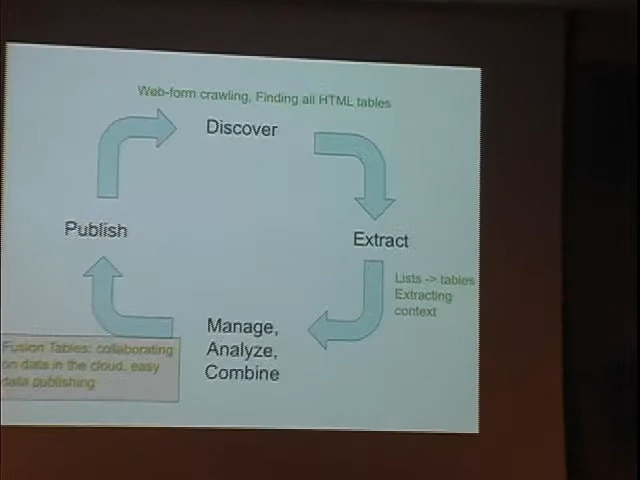 Web-form crawling, Finding all HTML tables
Discover
Publish
Extract
Lists -> tables
Extracting
context
Manage,
Analyze,
Combine
Fusion Tables: collaborating
on data in the cloud, easy
data publishing